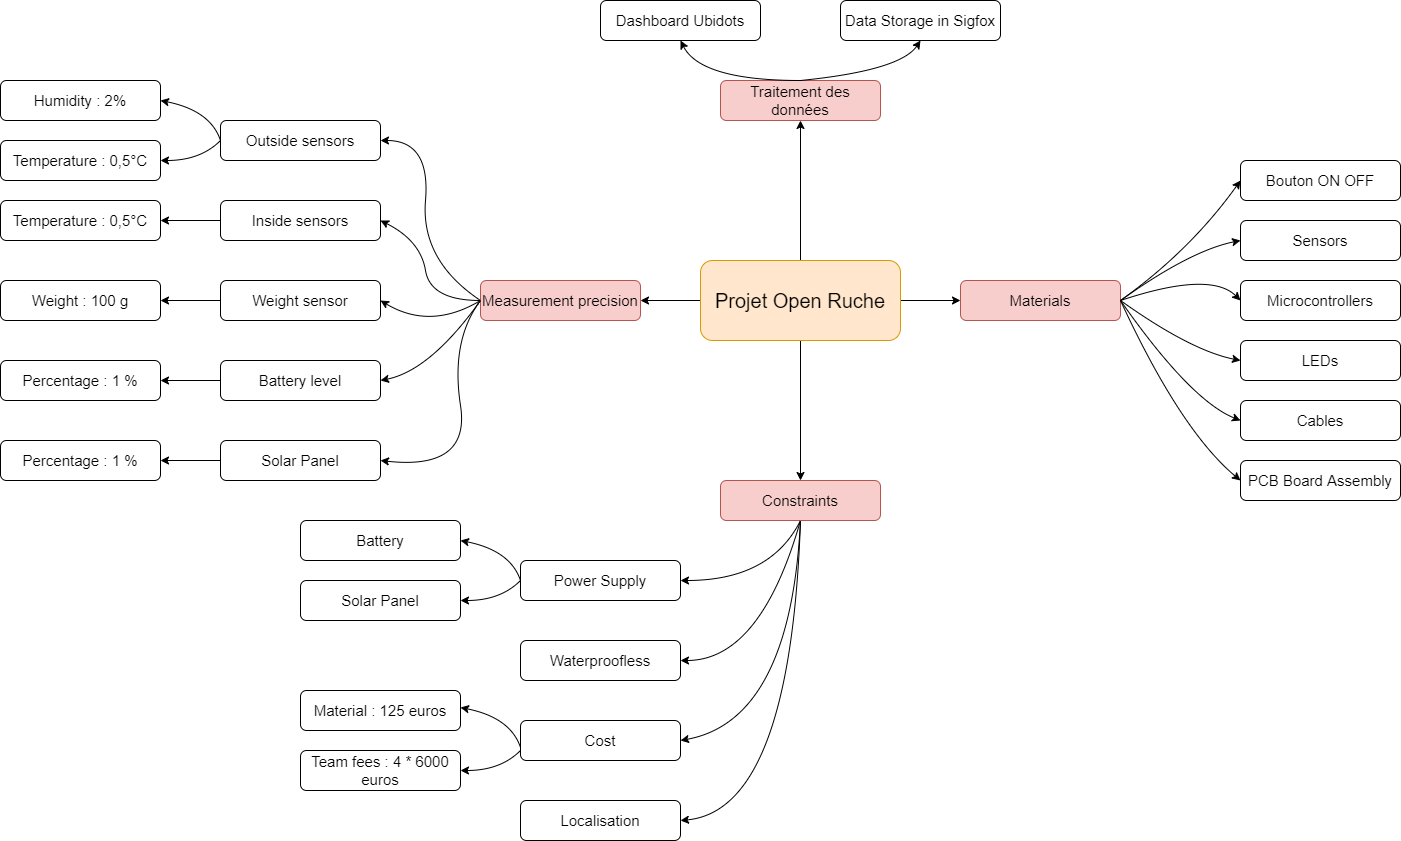 Dashboard Ubidots
Data Storage in Sigfox
Traitement des
données
Humidity : 2%
Outside sensors
Temperature : 0,5°C
Temperature : 0,5°C
Inside sensors
Weight : 100 g
Weight sensor
Measurement precision
Projet Open Ruche
Materials
Bouton ON OFF
Sensors
Microcontrollers
LEDs
Cables
PCB Board Assembly
Percentage : 1 %
Battery level
Percentage : 1 %
Solar Panel
Constraints
Battery
Power Supply
Solar Panel
Waterproofless
Material : 125 euros
Cost
Team fees : 4 * 6000
euros
Localisation